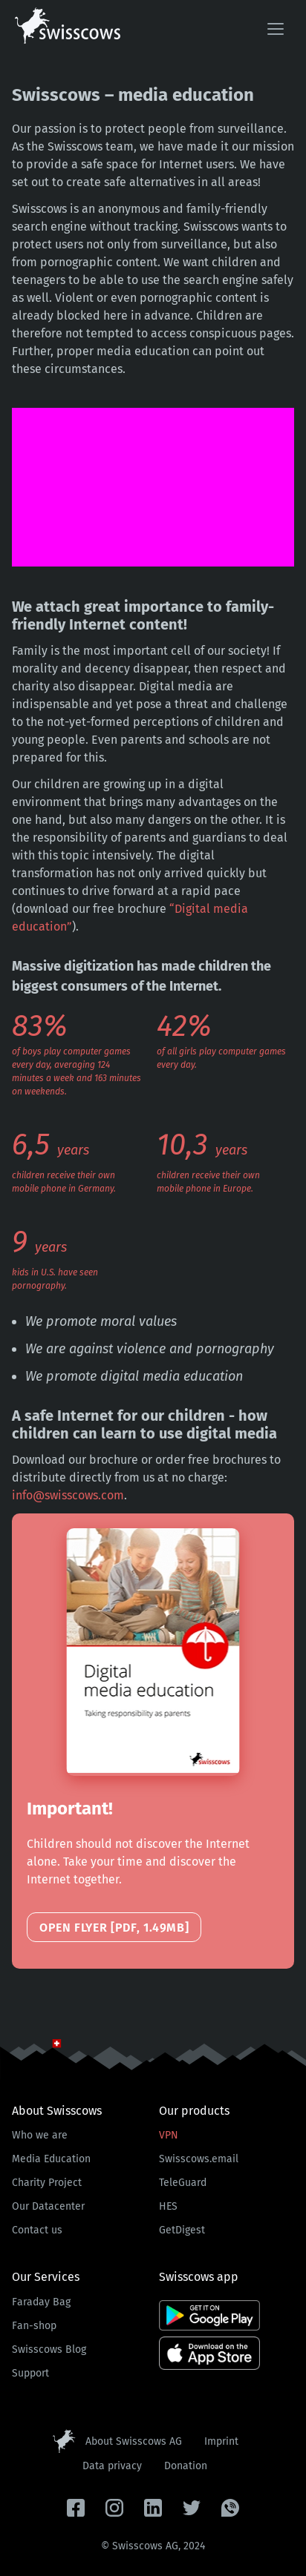 swisscows
Swisscows – media education
Our passion is to protect people from surveillance.
As the Swisscows team, we have made it our mission
to provide a safe space for Internet users. We have
set out to create safe alternatives in all areas!
Swisscows is an anonymous and family-friendly
search engine without tracking. Swisscows wants to
protect users not only from surveillance, but also
from pornographic content. We want children and
teenagers to be able to use the search engine safely
as well. Violent or even pornographic content is
already blocked here in advance. Children are
therefore not tempted to access conspicuous pages.
Further, proper media education can point out
these circumstances.
We attach great importance to family-
friendly Internet content!
Family is the most important cell of our society! If
morality and decency disappear, then respect and
charity also disappear. Digital media are
indispensable and yet pose a threat and challenge
to the not-yet-formed perceptions of children and
young people. Even parents and schools are not
prepared for this.
Our children are growing up in a digital
environment that brings many advantages on the
one hand, but also many dangers on the other. It is
the responsibility of parents and guardians to deal
with this topic intensively. The digital
transformation has not only arrived quickly but
continues to drive forward at a rapid pace
(download our free brochure “Digital media
education”).
Massive digitization has made children the
biggest consumers of the Internet.
83%
of boys play computer games
every day, averaging 124
minutes a week and 163 minutes
on weekends.
42%
of all girls play computer games
every day.
6,5 years
children receive their own
mobile phone in Germany.
10,3 years
children receive their own
mobile phone in Europe.
9 years
kids in U.S. have seen
pornography.
• We promote moral values
• We are against violence and pornography
• We promote digital media education
A safe Internet for our children - how
children can learn to use digital media
Download our brochure or order free brochures to
distribute directly from us at no charge:
info@swisscows.com.
Digital
media education
Taking responsibility as parents
swisscows
Important!
Children should not discover the Internet
alone. Take your time and discover the
Internet together.
OPEN FLYER [PDF, 1.49MB]
About Swisscows
Who we are
Media Education
Charity Project
Our Datacenter
Contact us
Our products
VPN
Swisscows.email
TeleGuard
HES
GetDigest
Our Services
Faraday Bag
Fan-shop
Swisscows Blog
Support
Swisscows app
GET IT ON
Google Play
Download on the
App Store
About Swisscows AG
Imprint
Data privacy
Donation
© Swisscows AG, 2024